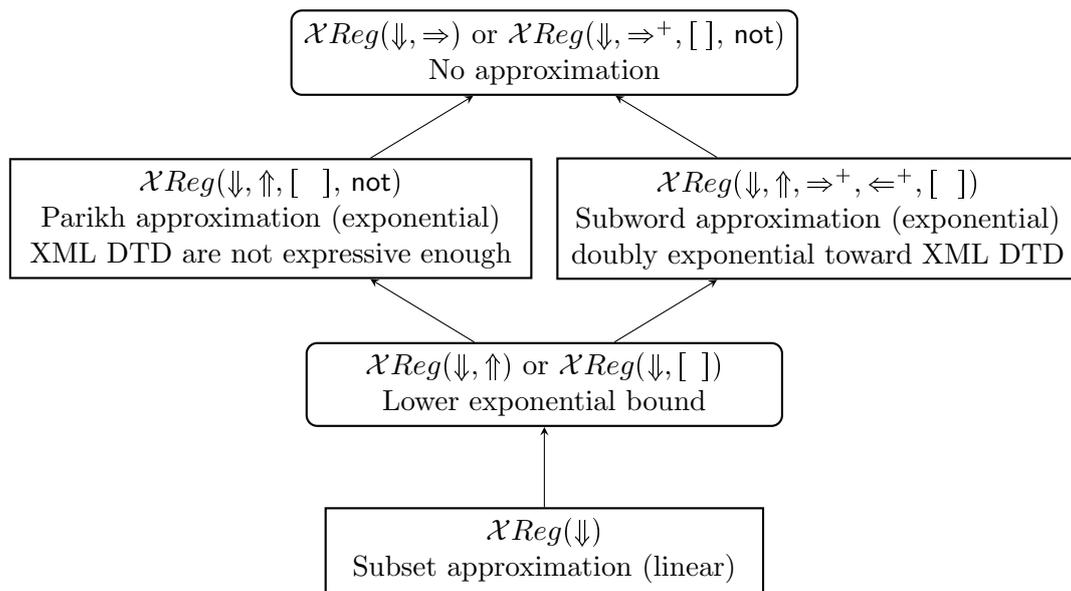 𝒳Reg(⇓, ⇒) or 𝒳Reg(⇓, ⇒⁺, [ ], not)
No approximation
𝒳Reg(⇓, ⇑, [ ], not)
Parikh approximation (exponential)
XML DTD are not expressive enough
𝒳Reg(⇓, ⇑, ⇒⁺, ⇐⁺, [ ])
Subword approximation (exponential)
doubly exponential toward XML DTD
𝒳Reg(⇓, ⇑) or 𝒳Reg(⇓, [ ])
Lower exponential bound
𝒳Reg(⇓)
Subset approximation (linear)